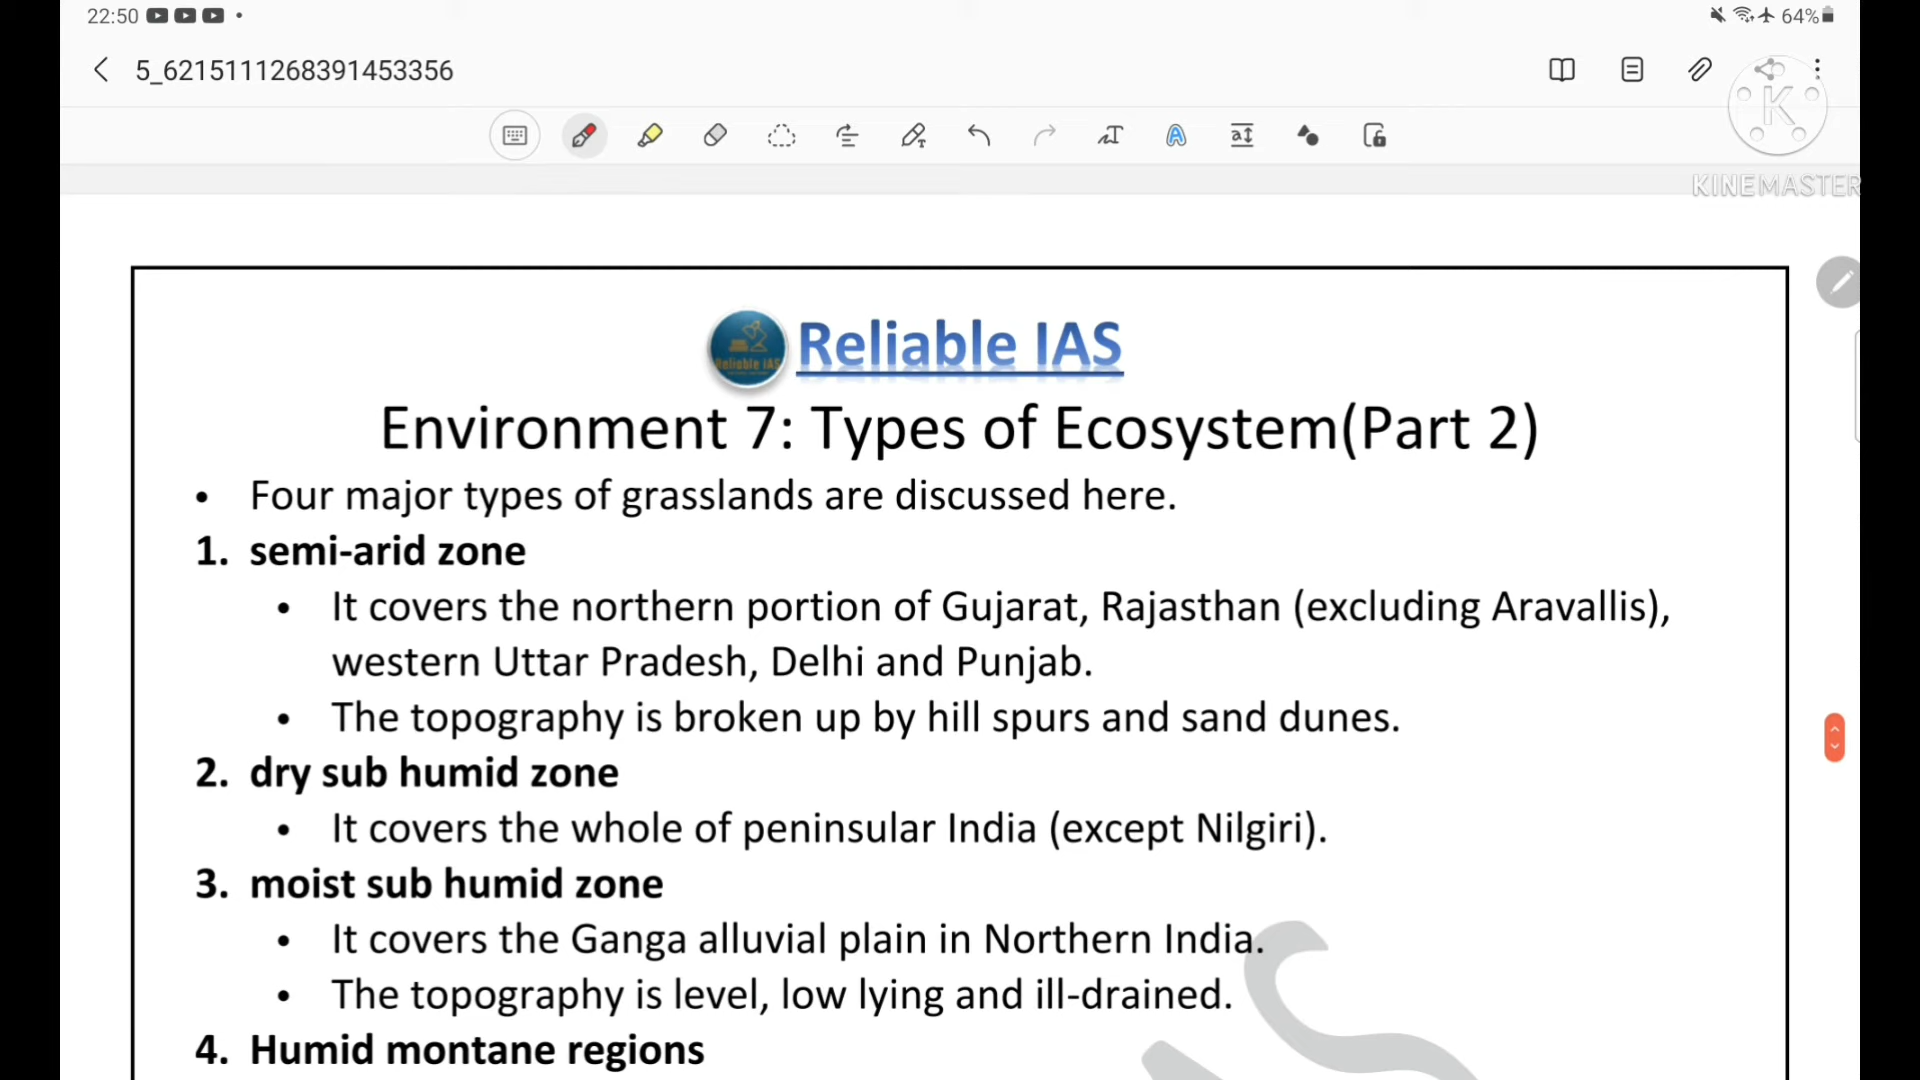 22:50
64%
5_6215111268391453356
K
KINEMASTER
Reliable IAS
Reliable IAS
Environment 7: Types of Ecosystem(Part 2)
• Four major types of grasslands are discussed here.
1. semi-arid zone
• It covers the northern portion of Gujarat, Rajasthan (excluding Aravallis),
western Uttar Pradesh, Delhi and Punjab.
• The topography is broken up by hill spurs and sand dunes.
2. dry sub humid zone
• It covers the whole of peninsular India (except Nilgiri).
3. moist sub humid zone
• It covers the Ganga alluvial plain in Northern India.
• The topography is level, low lying and ill-drained.
4. Humid montane regions